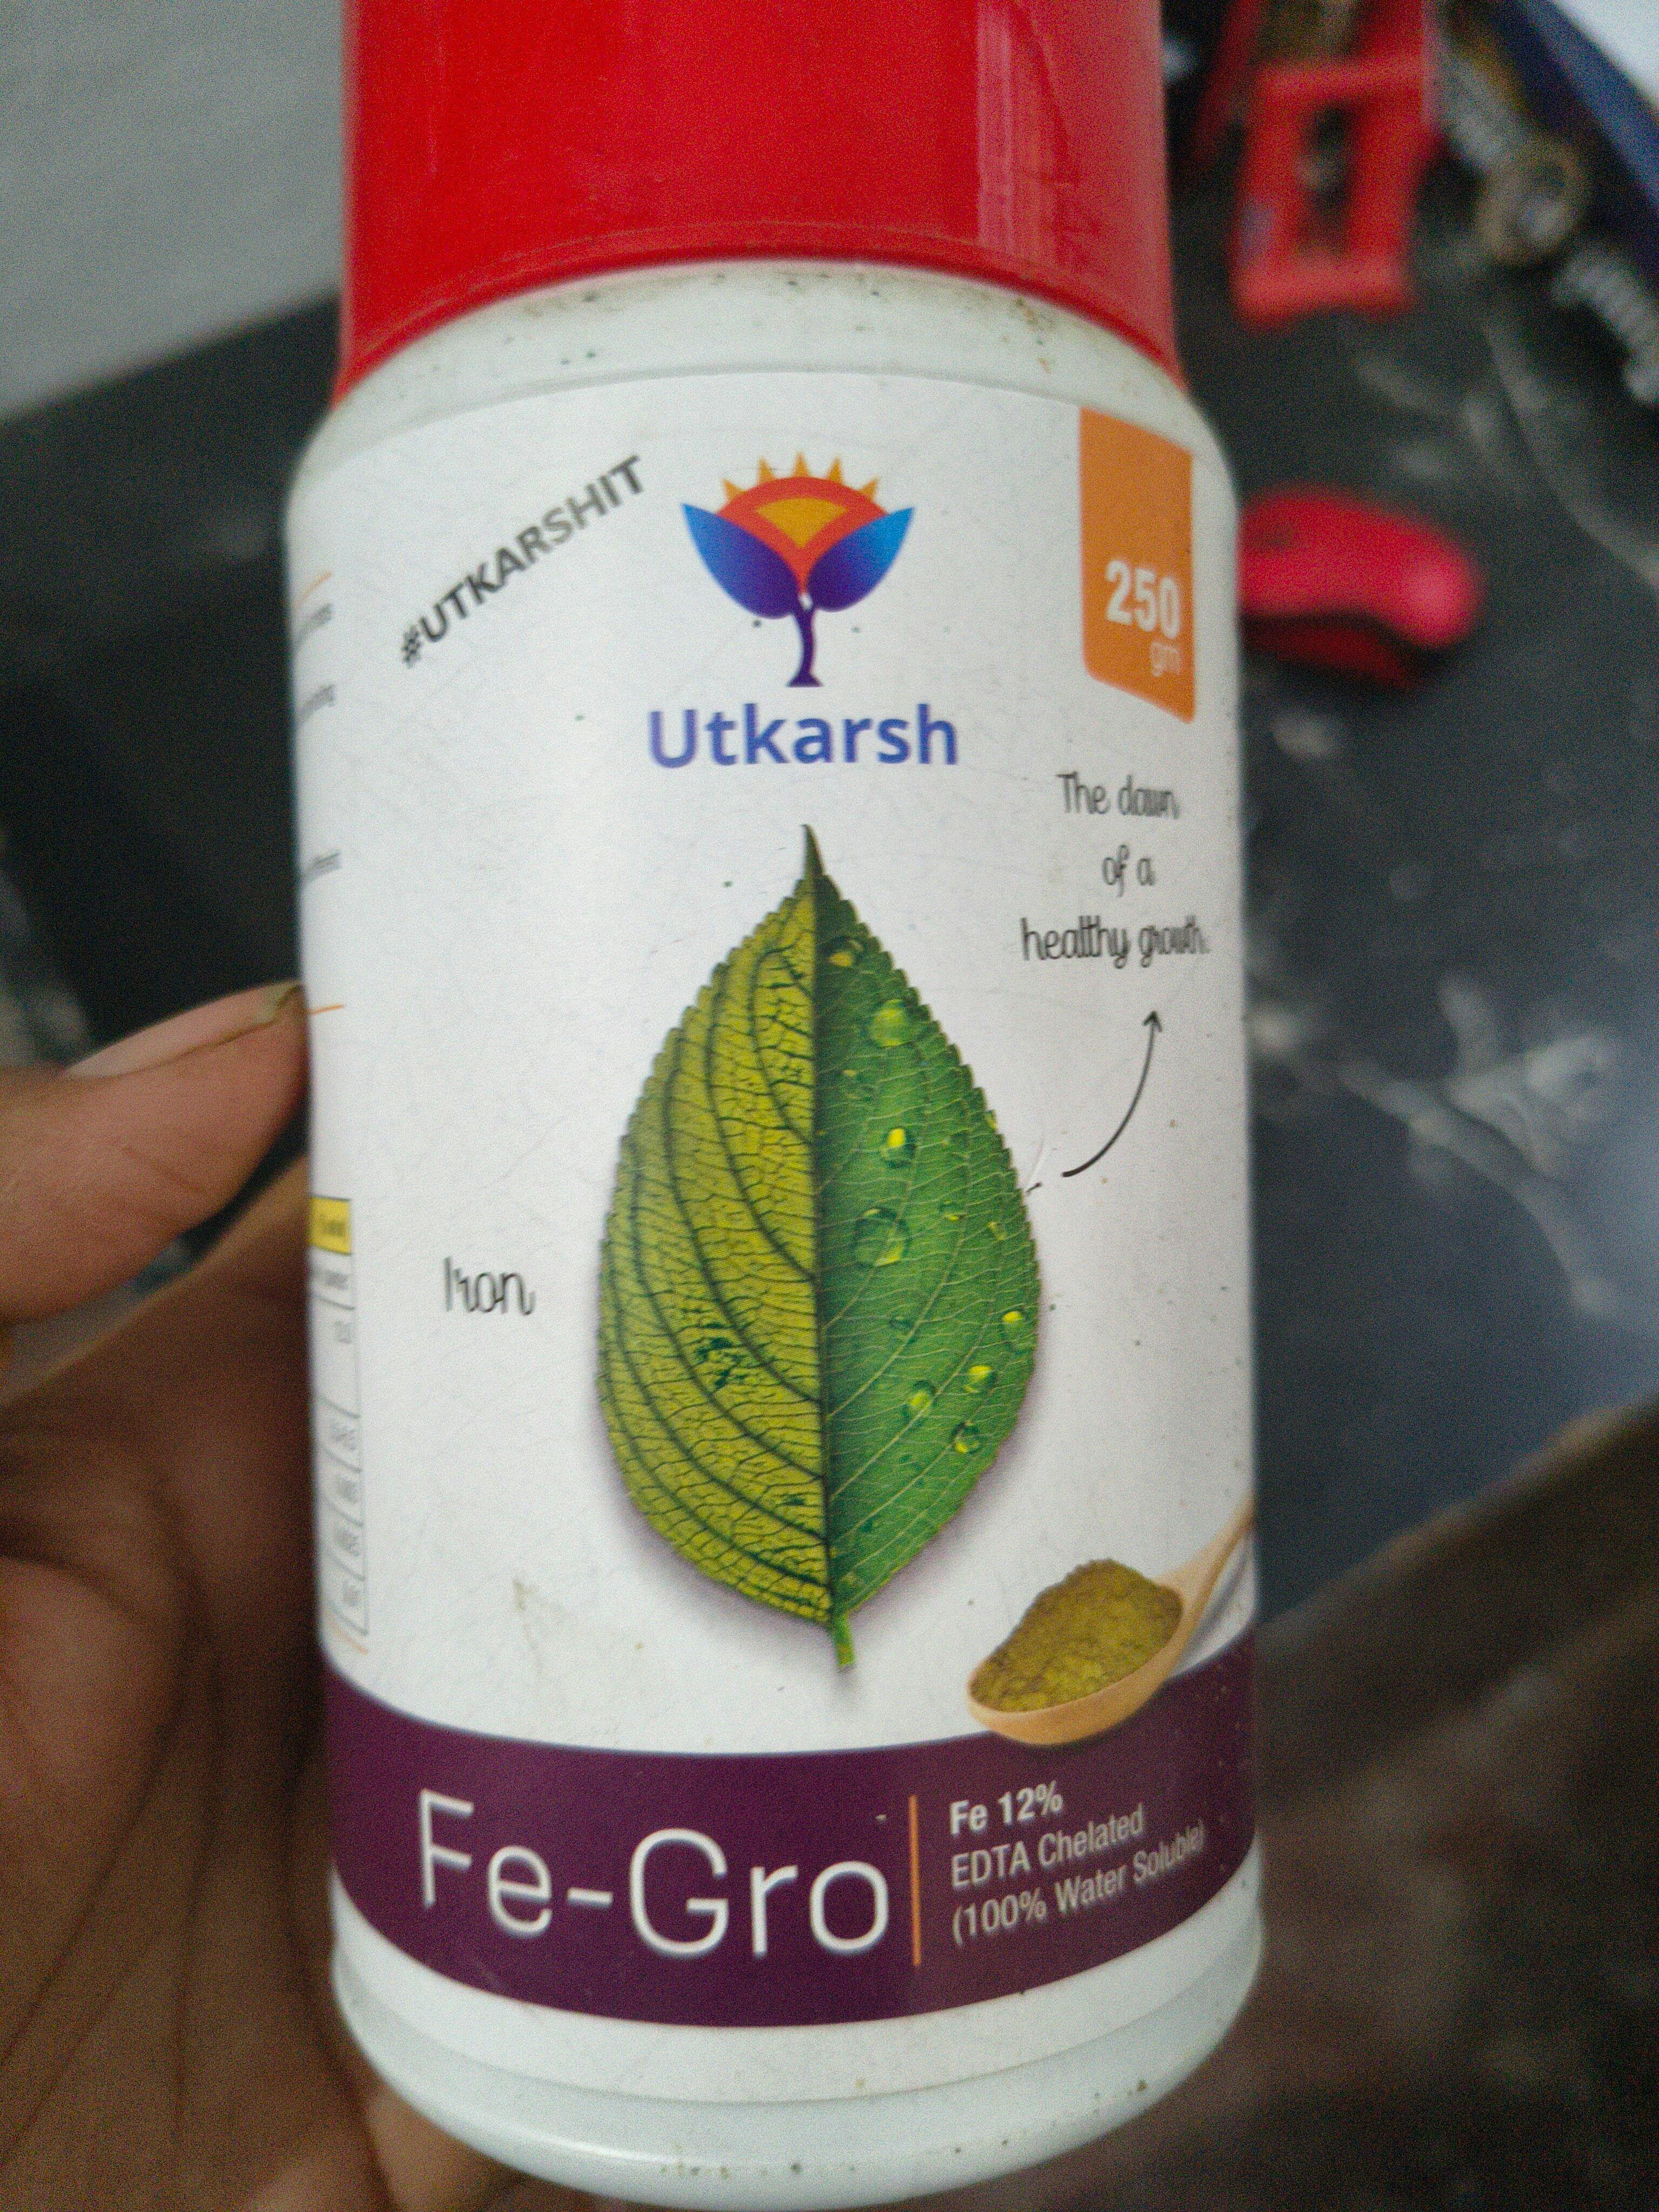 #UTKARSHIT
250
gm
Utkarsh
The dawn
of a
healthy growth.
Iron
Fe-Gro
Fe 12%
EDTA Chelated
(100% Water Soluble)